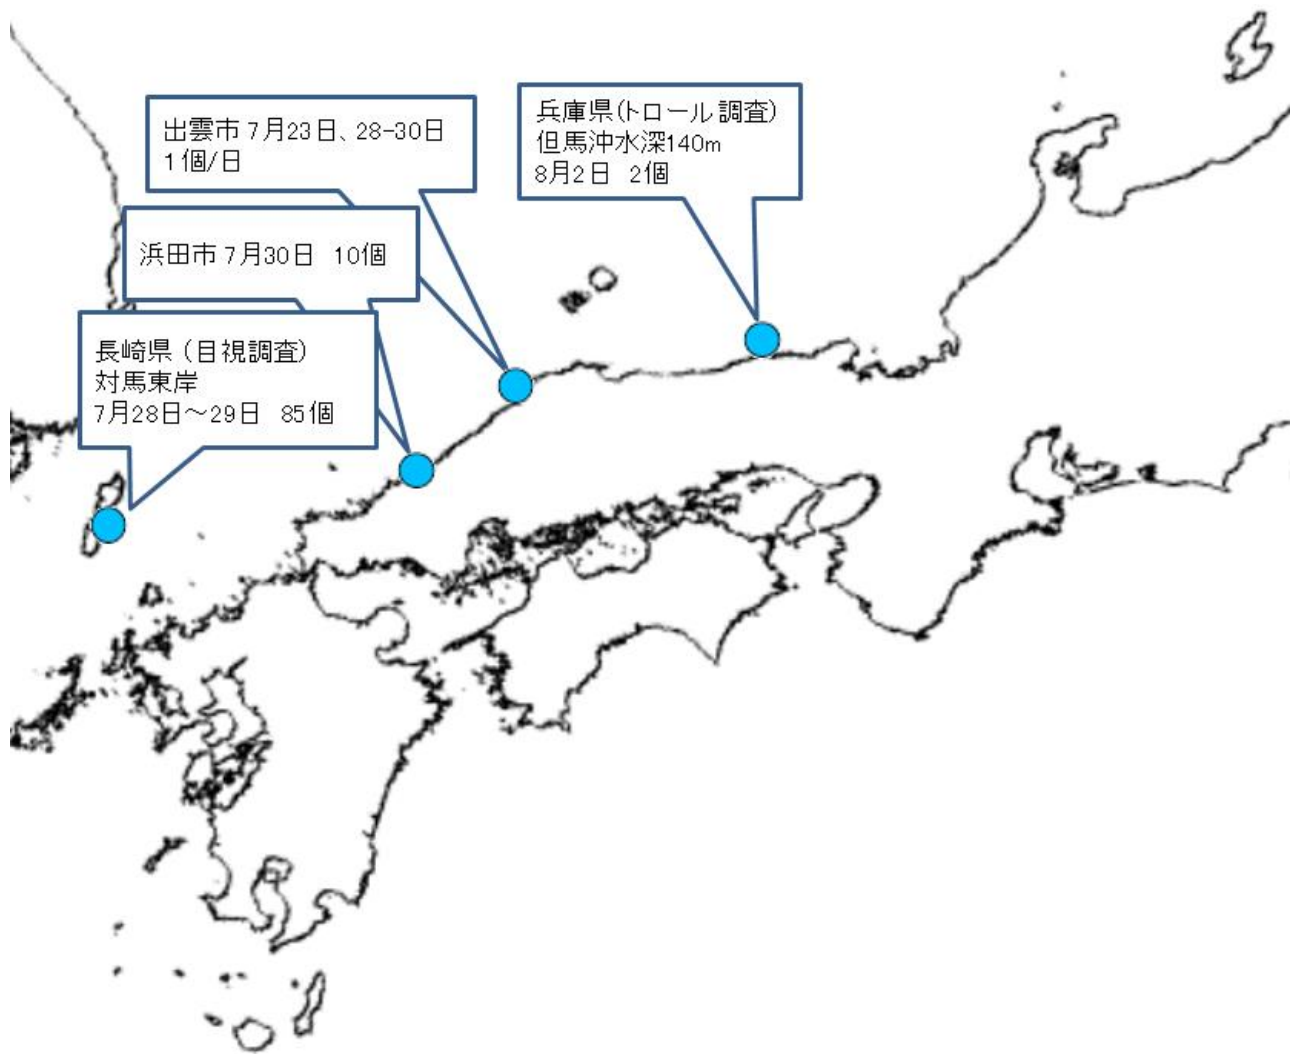 出雲市 7月23日、28-30日
1個/日
兵庫県(トロール調査)
但馬沖水深140m
8月2日 2個
浜田市 7月30日 10個
長崎県 (目視調査)
対馬東岸
7月28日～29日 85個